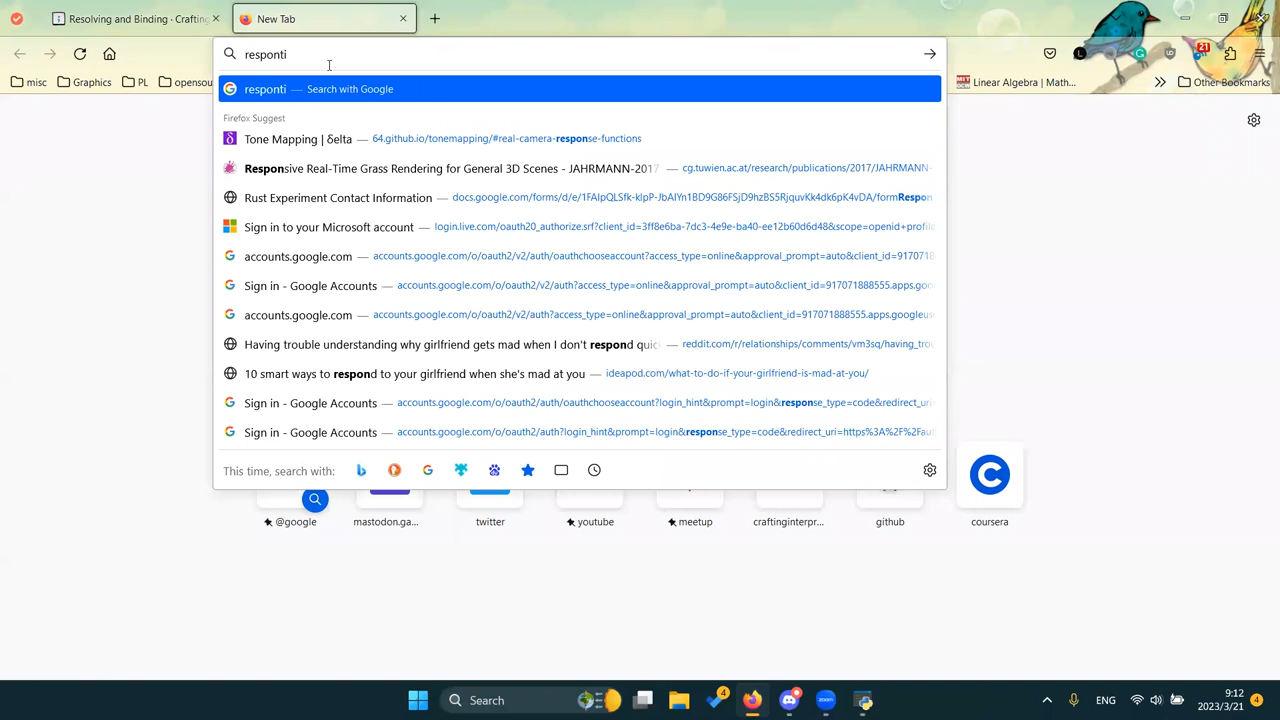 Resolving and Binding · Crafting
New Tab
responti
21
misc
Graphics
PL
opensou
Linear Algebra | Math...
Other Bookmarks
responti — Search with Google
Firefox Suggest
Tone Mapping | δelta — 64.github.io/tonemapping/#real-camera-response-functions
Responsive Real-Time Grass Rendering for General 3D Scenes - JAHRMANN-2017 — cg.tuwien.ac.at/research/publications/2017/JAHRMANN-
Rust Experiment Contact Information — docs.google.com/forms/d/e/1FAIpQLSfk-klpP-JbAIYn1BD9G86FSjD9hzBS5RjquvKk4dk6pK4vDA/formRespon
Sign in to your Microsoft account — login.live.com/oauth20_authorize.srf?client_id=3ff8e6ba-7dc3-4e9e-ba40-ee12b60d6d48&scope=openid+profile
accounts.google.com — accounts.google.com/o/oauth2/v2/auth/oauthchooseaccount?access_type=online&approval_prompt=auto&client_id=917071
Sign in - Google Accounts — accounts.google.com/o/oauth2/v2/auth?access_type=online&approval_prompt=auto&client_id=917071888555.apps.goog
accounts.google.com — accounts.google.com/o/oauth2/v2/auth?access_type=online&approval_prompt=auto&client_id=917071888555.apps.googleus
Having trouble understanding why girlfriend gets mad when I don't respond quic — reddit.com/r/relationships/comments/vm3sq/having_trou
10 smart ways to respond to your girlfriend when she's mad at you — ideapod.com/what-to-do-if-your-girlfriend-is-mad-at-you/
Sign in - Google Accounts — accounts.google.com/o/oauth2/auth/oauthchooseaccount?login_hint&prompt=login&response_type=code&redirect_uri
Sign in - Google Accounts — accounts.google.com/o/oauth2/auth?login_hint&prompt=login&response_type=code&redirect_uri=https%3A%2F%2Fau
This time, search with:
@google
mastodon.ga...
twitter
youtube
meetup
craftinginterpr...
github
coursera
Search
4
ENG
9:12
2023/3/21
4